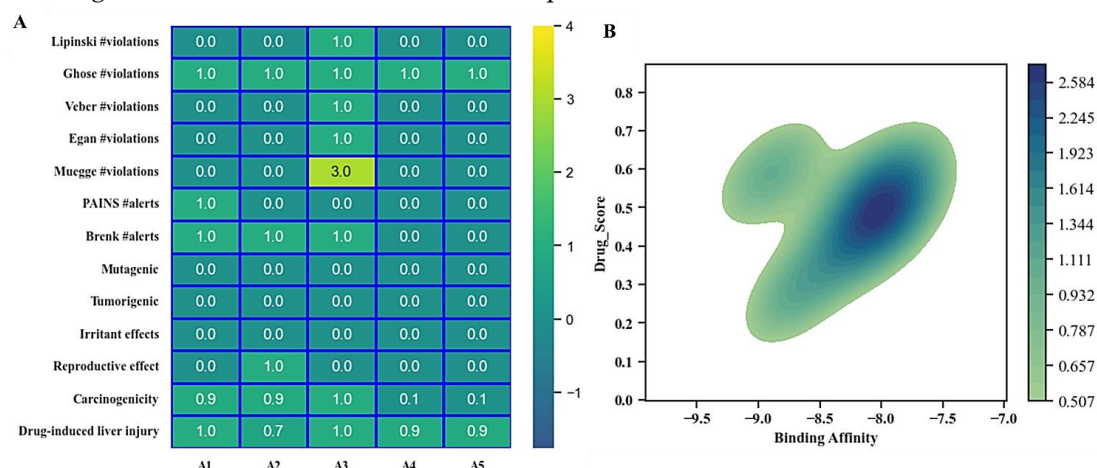 A
Lipinski #violations 0.0 0.0 1.0 0.0 0.0
Ghose #violations 1.0 1.0 1.0 1.0 1.0
Veber #violations 0.0 0.0 1.0 0.0 0.0
Egan #violations 0.0 0.0 1.0 0.0 0.0
Muegge #violations 0.0 0.0 3.0 0.0 0.0
PAINS #alerts 1.0 0.0 0.0 0.0 0.0
Brenk #alerts 1.0 1.0 1.0 0.0 0.0
Mutagenic 0.0 0.0 0.0 0.0 0.0
Tumorigenic 0.0 0.0 0.0 0.0 0.0
Irritant effects 0.0 0.0 0.0 0.0 0.0
Reproductive effect 0.0 1.0 0.0 0.0 0.0
Carcinogenicity 0.9 0.9 1.0 0.1 0.1
Drug-induced liver injury 1.0 0.7 1.0 0.9 0.9
A1 A2 A3 A4 A5
4
3
2
1
0
−1
B
Drug_Score
0.8
0.7
0.6
0.5
0.4
0.3
0.2
0.1
0.0
−9.5 −9.0 −8.5 −8.0 −7.5 −7.0
Binding Affinity
2.584
2.245
1.923
1.614
1.344
1.111
0.932
0.787
0.657
0.507